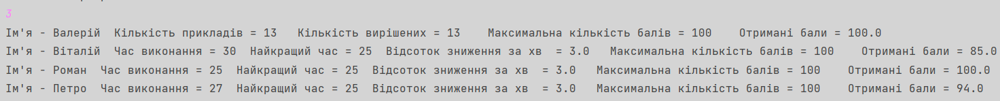 3
Ім'я - Валерій  Кількість прикладів = 13   Кількість вирішених = 13    Максимальна кількість балів = 100    Отримані бали = 100.0
Ім'я - Віталій  Час виконання = 30  Найкращий час = 25  Відсоток зниження за хв  = 3.0   Максимальна кількість балів = 100    Отримані бали = 85.0
Ім'я - Роман  Час виконання = 25  Найкращий час = 25  Відсоток зниження за хв  = 3.0   Максимальна кількість балів = 100    Отримані бали = 100.0
Ім'я - Петро  Час виконання = 27  Найкращий час = 25  Відсоток зниження за хв  = 3.0   Максимальна кількість балів = 100    Отримані бали = 94.0